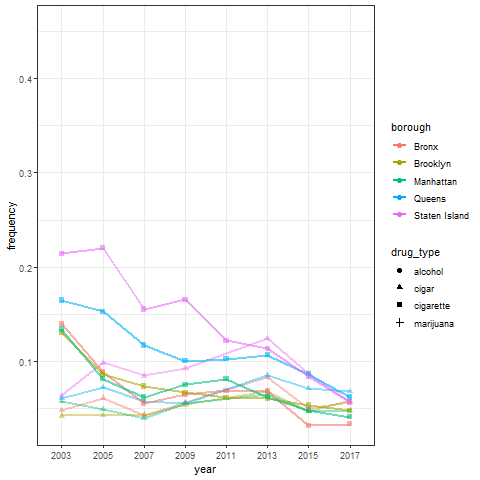 frequency
0.4
0.3
0.2
0.1
2003 2005 2007 2009 2011 2013 2015 2017
year
borough
Bronx
Brooklyn
Manhattan
Queens
Staten Island
drug_type
alcohol
cigar
cigarette
marijuana